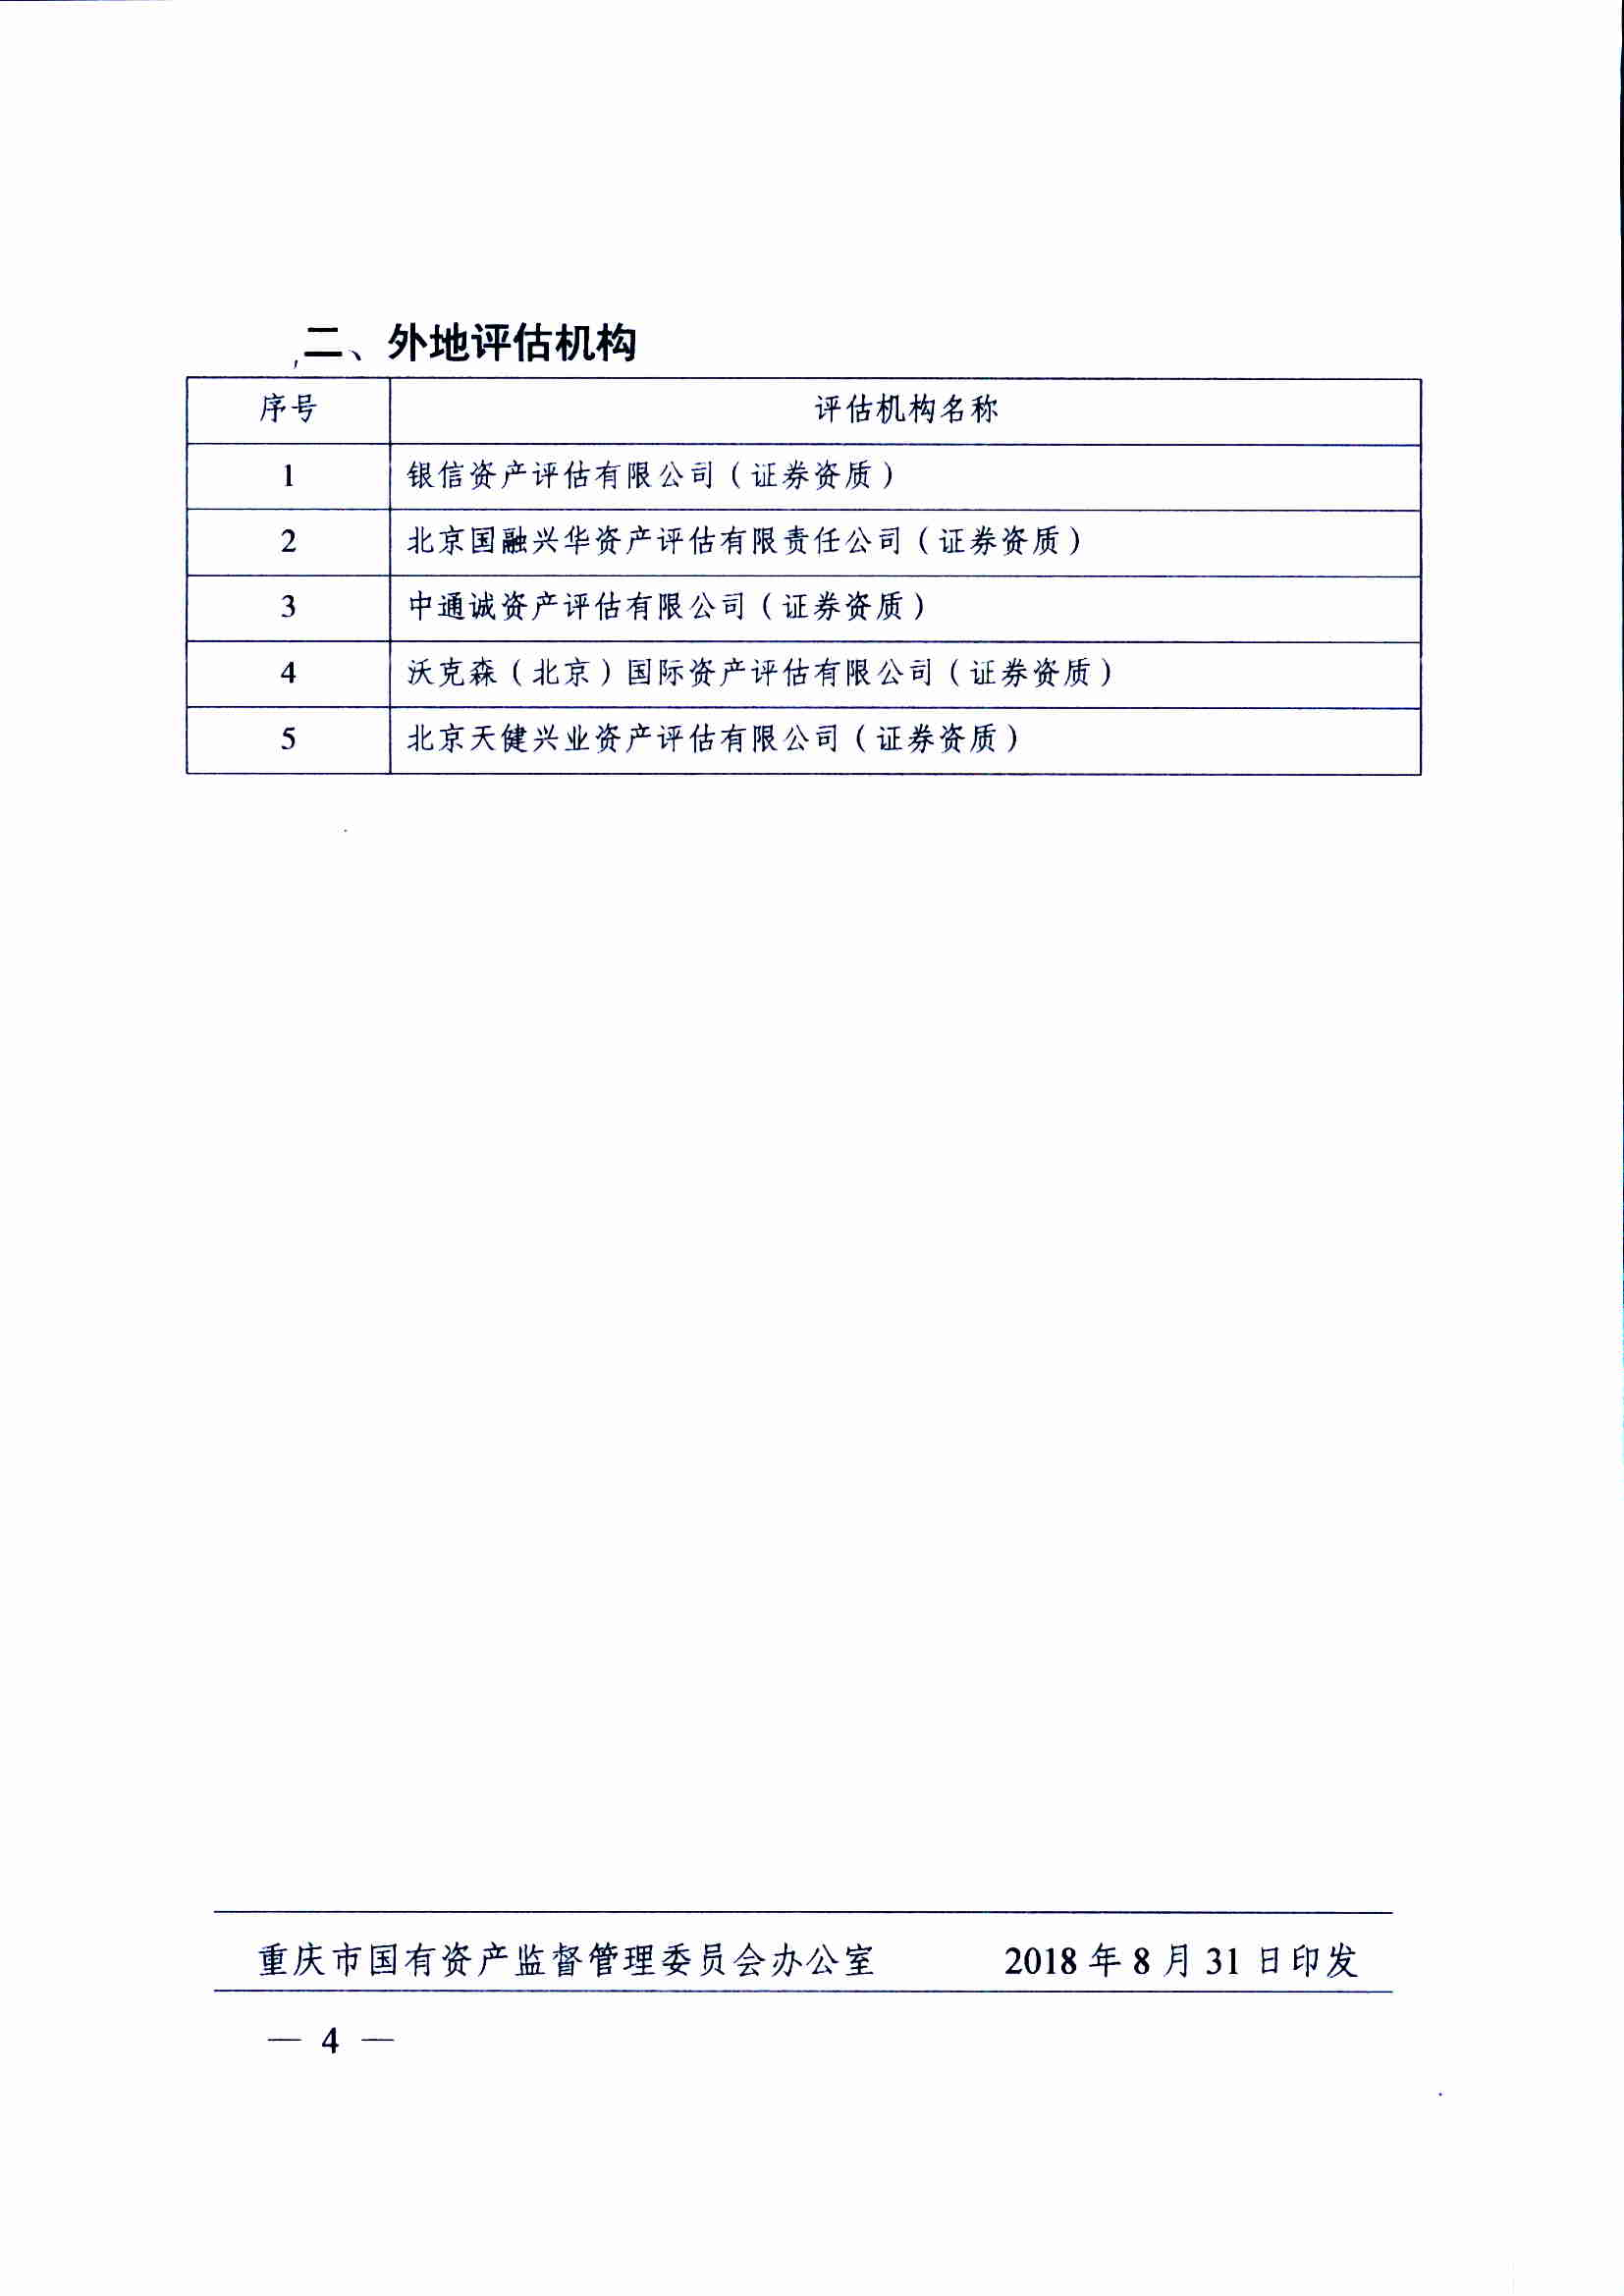 二、外地评估机构
序号 评估机构名称
1 银信资产评估有限公司（证券资质）
2 北京国融兴华资产评估有限责任公司（证券资质）
3 中通诚资产评估有限公司（证券资质）
4 沃克森（北京）国际资产评估有限公司（证券资质）
5 北京天健兴业资产评估有限公司（证券资质）
重庆市国有资产监督管理委员会办公室 2018年8月31日印发
— 4 —